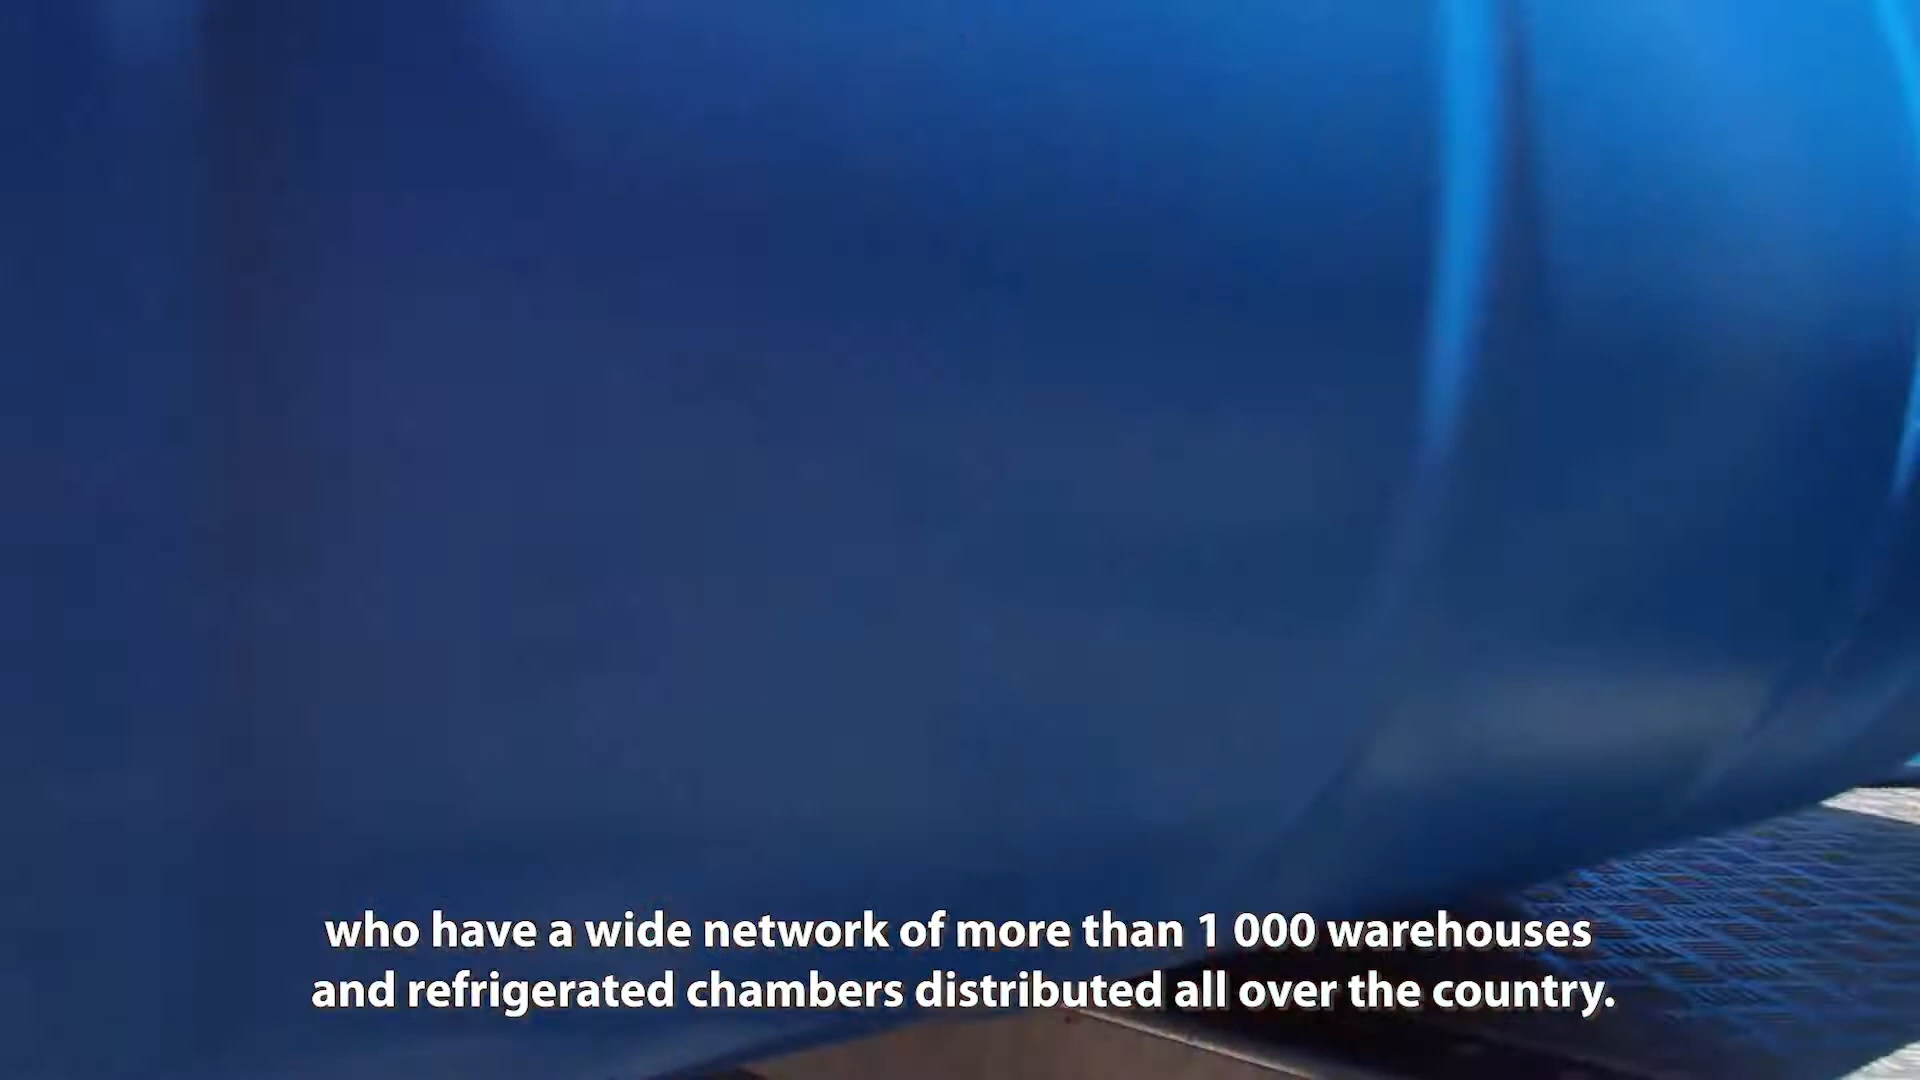 who have a wide network of more than 1 000 warehouses
and refrigerated chambers distributed all over the country.